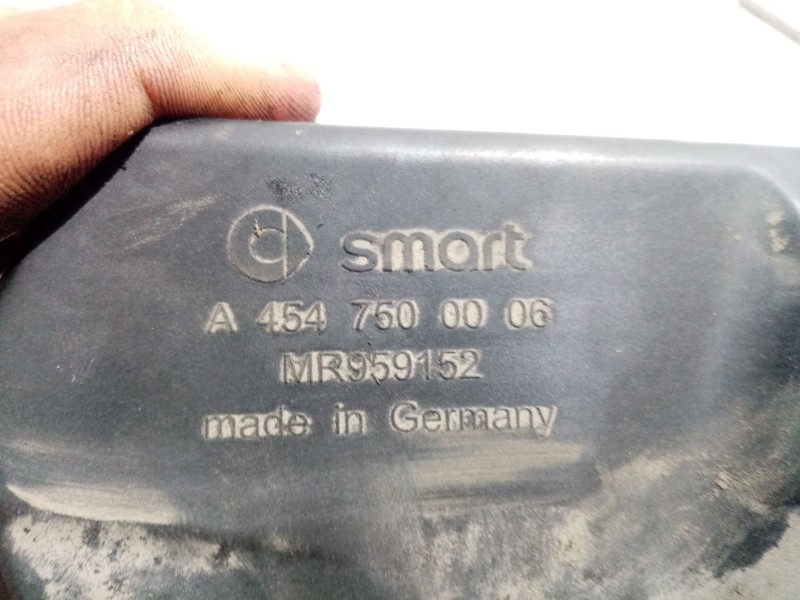 smart
A 454 750 00 06
MR959152
made in Germany